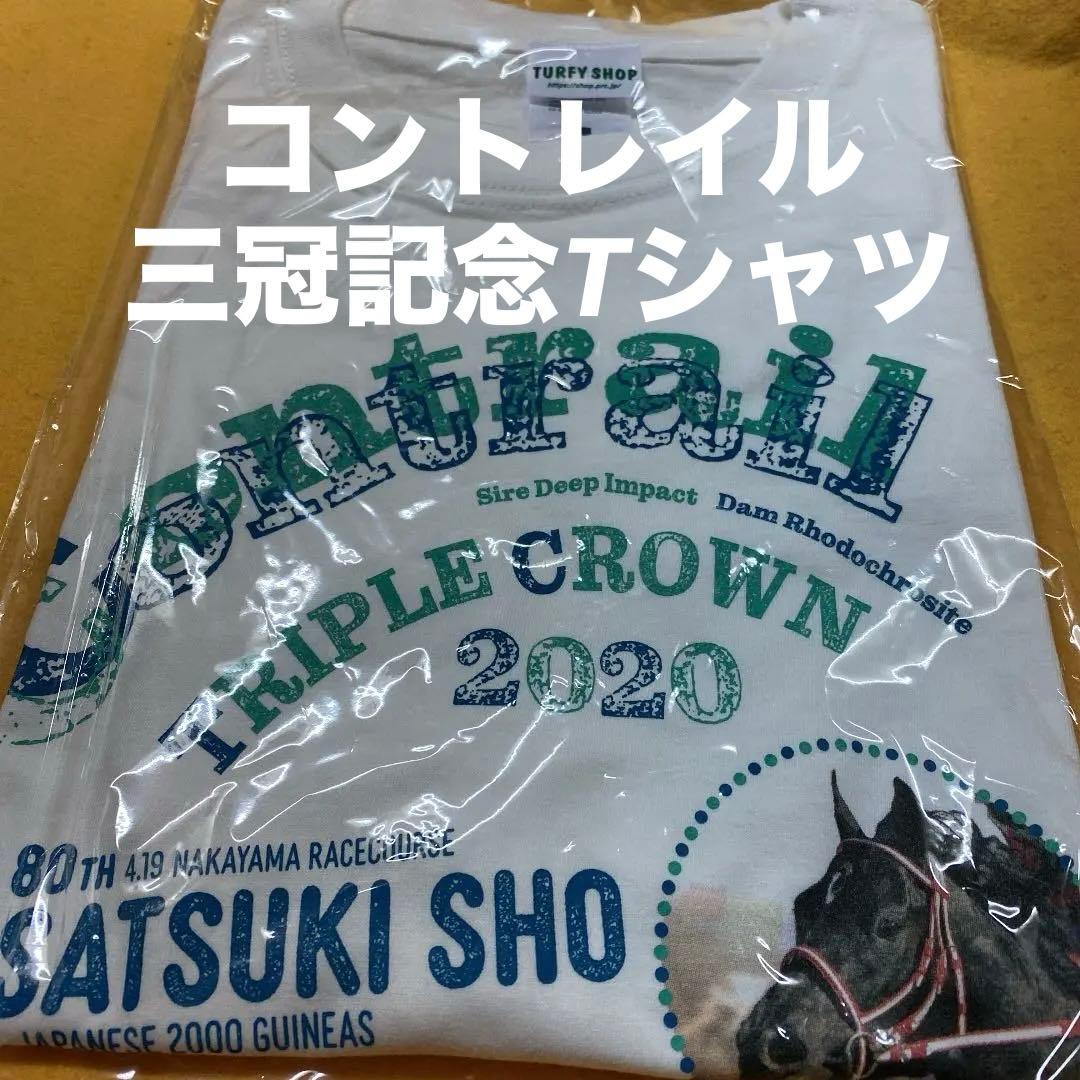 TURFY SHOP
コントレイル
三冠記念Tシャツ
Contrail
Sire Deep Impact Dam Rhodochrosite
TRIPLE CROWN
2020
80TH 4.19 NAKAYAMA RACECOURSE
SATSUKI SHO
JAPANESE 2000 GUINEAS